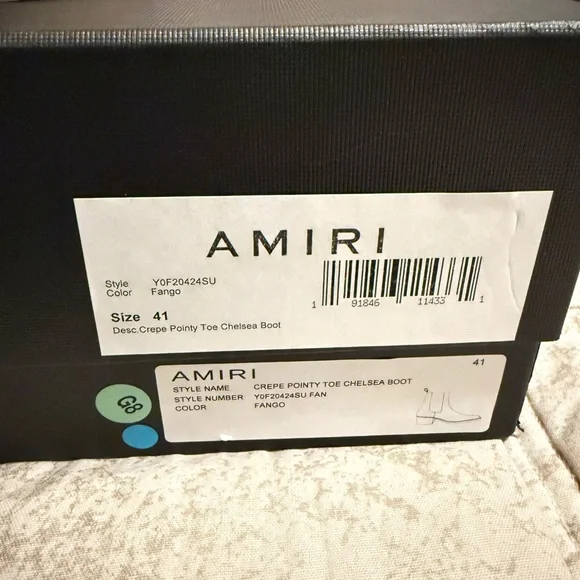 AMIRI
Style Y0F20424SU
Color Fango
Size 41
Desc.Crepe Pointy Toe Chelsea Boot
1 91846 11433 1
AMIRI 41
STYLE NAME CREPE POINTY TOE CHELSEA BOOT
STYLE NUMBER Y0F20424SU FAN
COLOR FANGO
G8